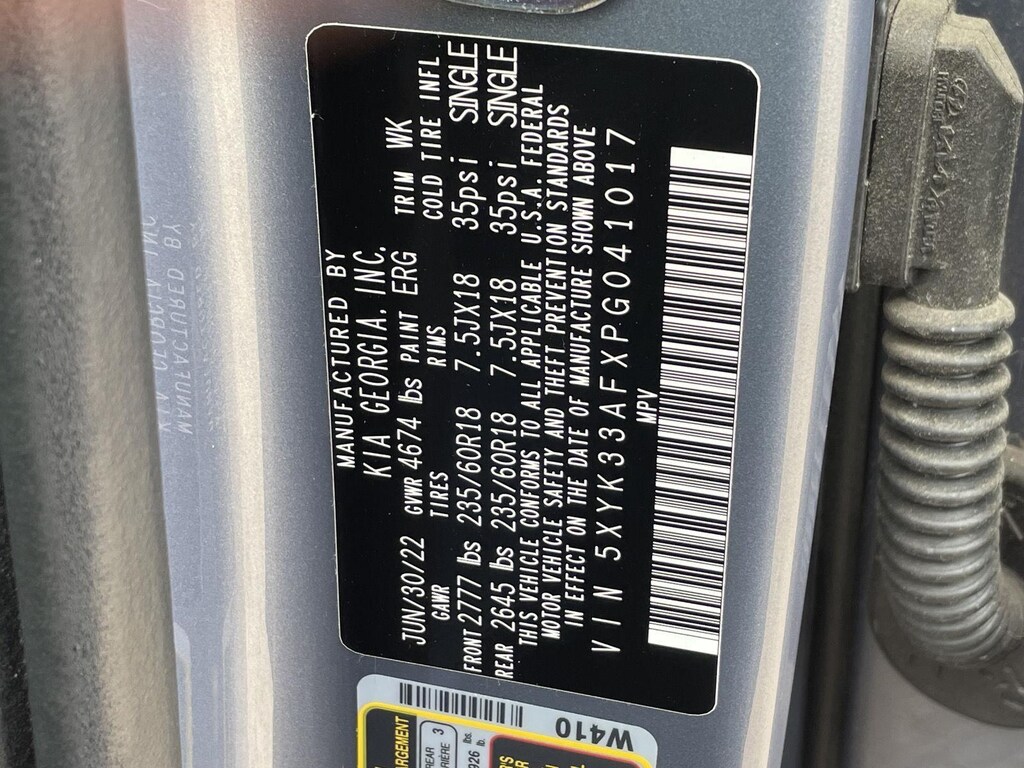 MANUFACTURED BY
KIA GEORGIA, INC.
JUN/30/22 GVWR 4674 lbs PAINT ERG TRIM WK
GAWR TIRES RIMS COLD TIRE INFL
FRONT 2777 lbs 235/60R18 7.5JX18 35psi SINGLE
REAR 2645 lbs 235/60R18 7.5JX18 35psi SINGLE
THIS VEHICLE CONFORMS TO ALL APPLICABLE U.S.A. FEDERAL
MOTOR VEHICLE SAFETY AND THEFT PREVENTION STANDARDS
IN EFFECT ON THE DATE OF MANUFACTURE SHOWN ABOVE
VIN 5XYK33AFXPG041017
MPV
W410
REAR 3